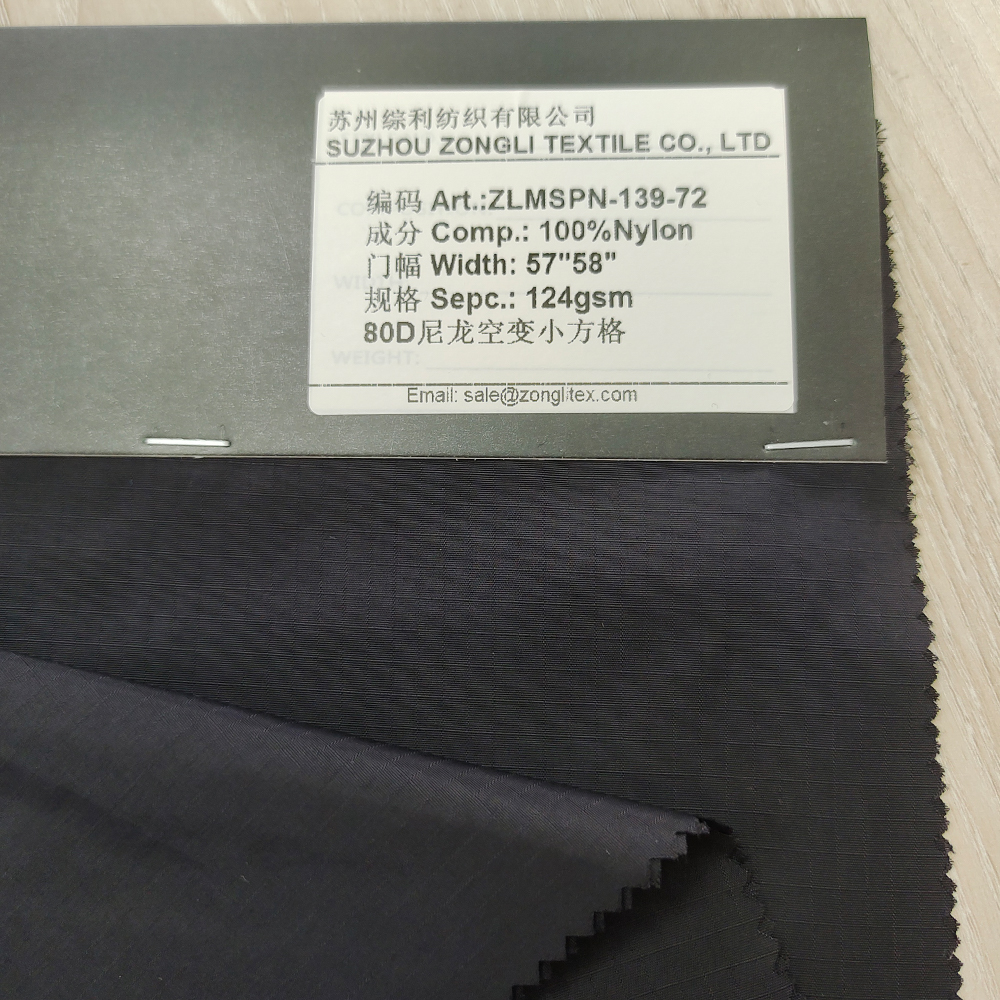 苏州综利纺织有限公司
SUZHOU ZONGLI TEXTILE CO., LTD
编码 Art.:ZLMSPN-139-72
成分 Comp.: 100%Nylon
门幅 Width: 57"58"
规格 Sepc.: 124gsm
80D尼龙空变小方格
WEIGHT:
Email: sale@zonglitex.com